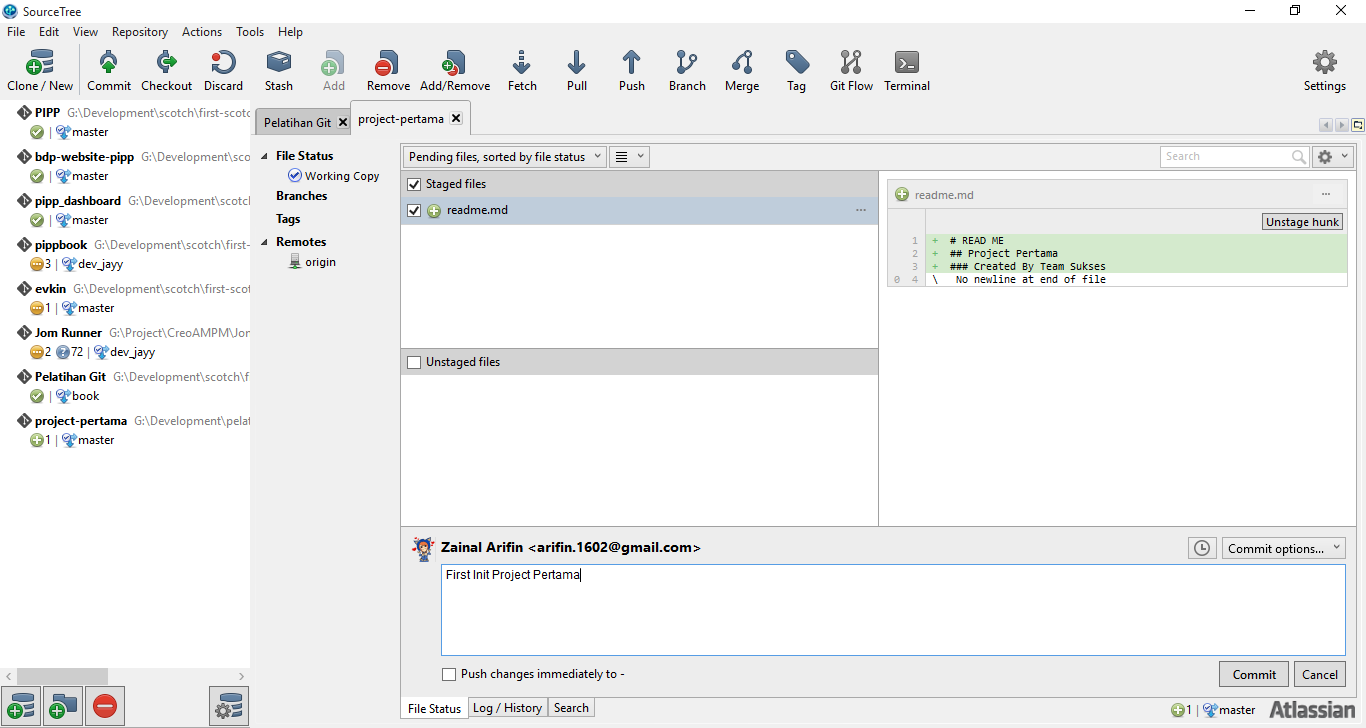 SourceTree
File Edit View Repository Actions Tools Help
Clone / New Commit Checkout Discard Stash Add Remove Add/Remove Fetch Pull Push Branch Merge Tag Git Flow Terminal Settings
PIPP G:\Development\scotch\first-scotc
master
bdp-website-pipp G:\Development\sco
master
pipp_dashboard G:\Development\scotch
master
pippbook G:\Development\scotch\first-
3 dev_jayy
evkin G:\Development\scotch\first-scot
1 master
Jom Runner G:\Project\CreoAMPM\Jor
2 72 dev_jayy
Pelatihan Git G:\Development\scotch\f
book
project-pertama G:\Development\pelat
1 master
Pelatihan Git project-pertama
File Status
Working Copy
Branches
Tags
Remotes
origin
Pending files, sorted by file status
Search
Staged files
readme.md
Unstaged files
readme.md
Unstage hunk
1 + # READ ME
2 + ## Project Pertama
3 + ### Created By Team Sukses
0 4 \ No newline at end of file
Zainal Arifin <arifin.1602@gmail.com>
Commit options...
First Init Project Pertama
Push changes immediately to -
Commit Cancel
File Status Log / History Search
1 master Atlassian